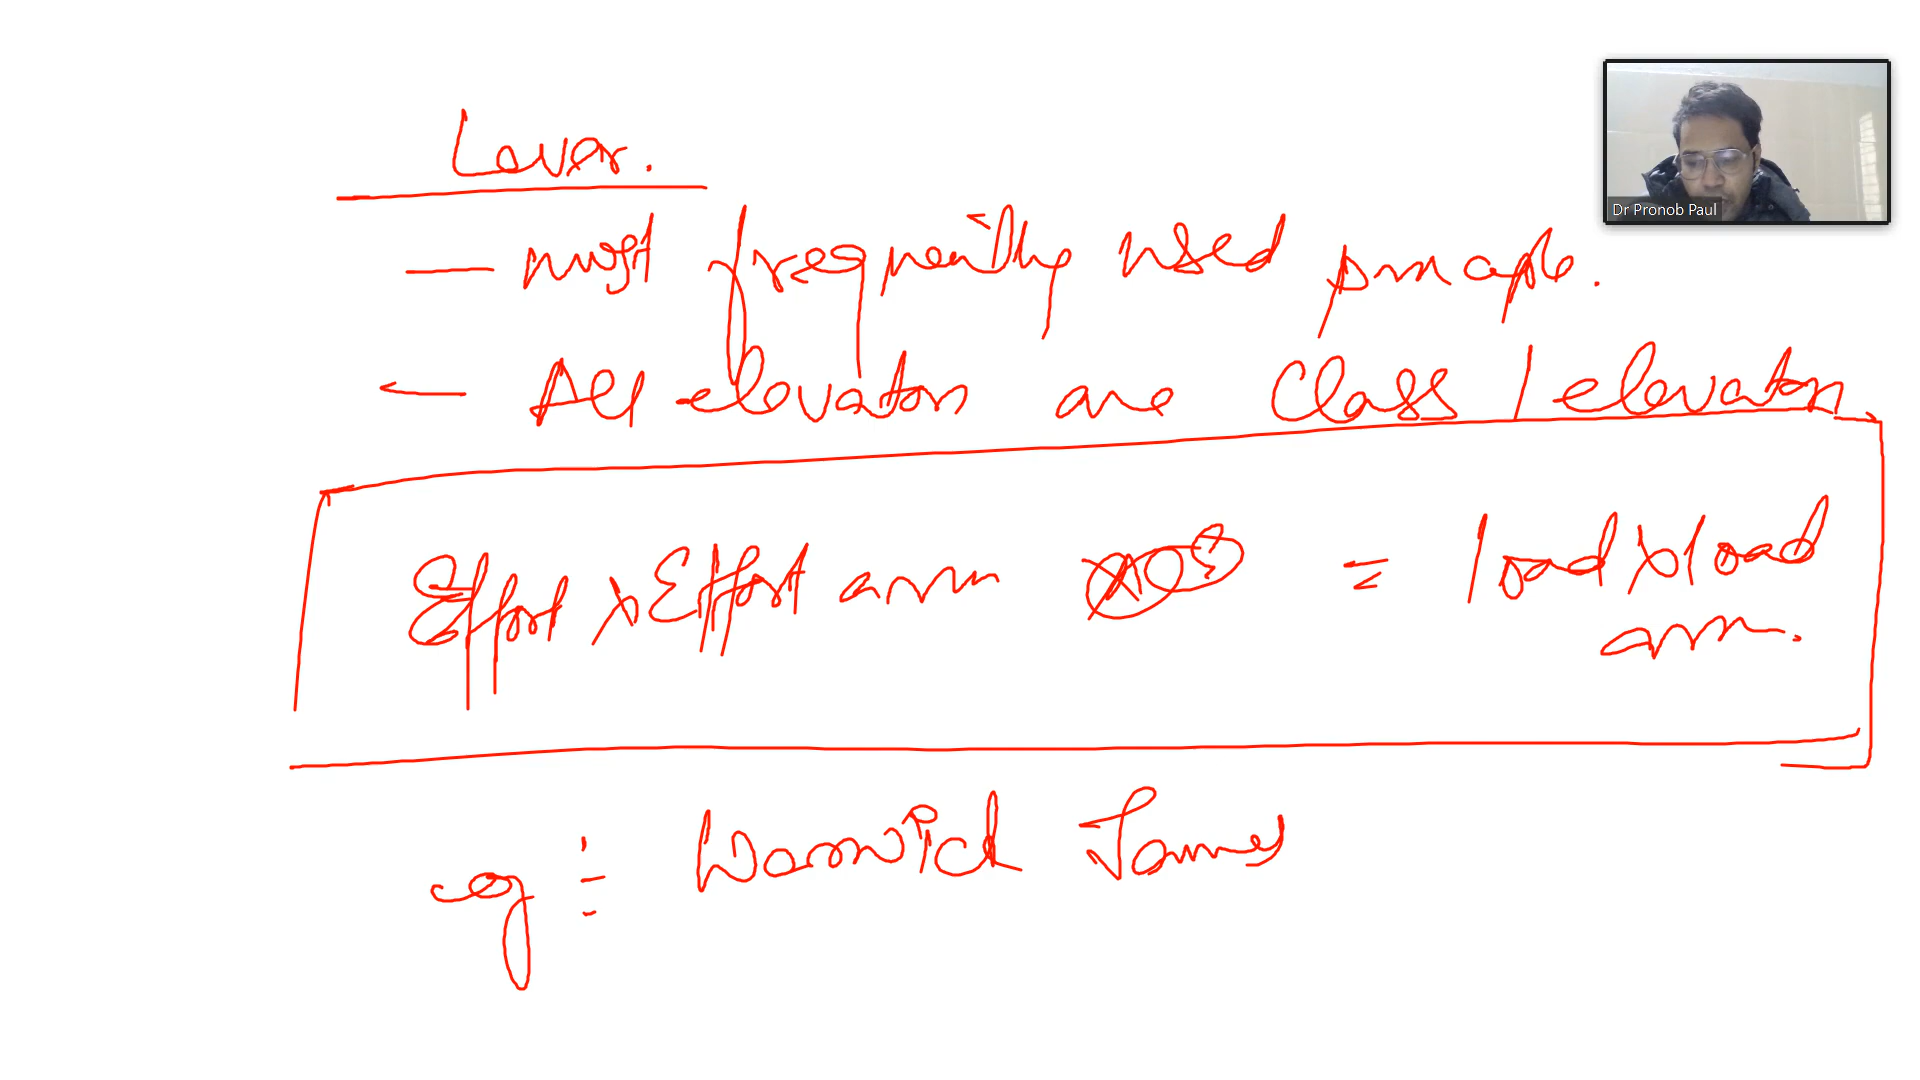 Lever.
Dr Pronob Paul
— most frequently used principle.
— All elevators are Class I elevators
Effort x Effort arm = load x load
arm.
eg :- Warwick James